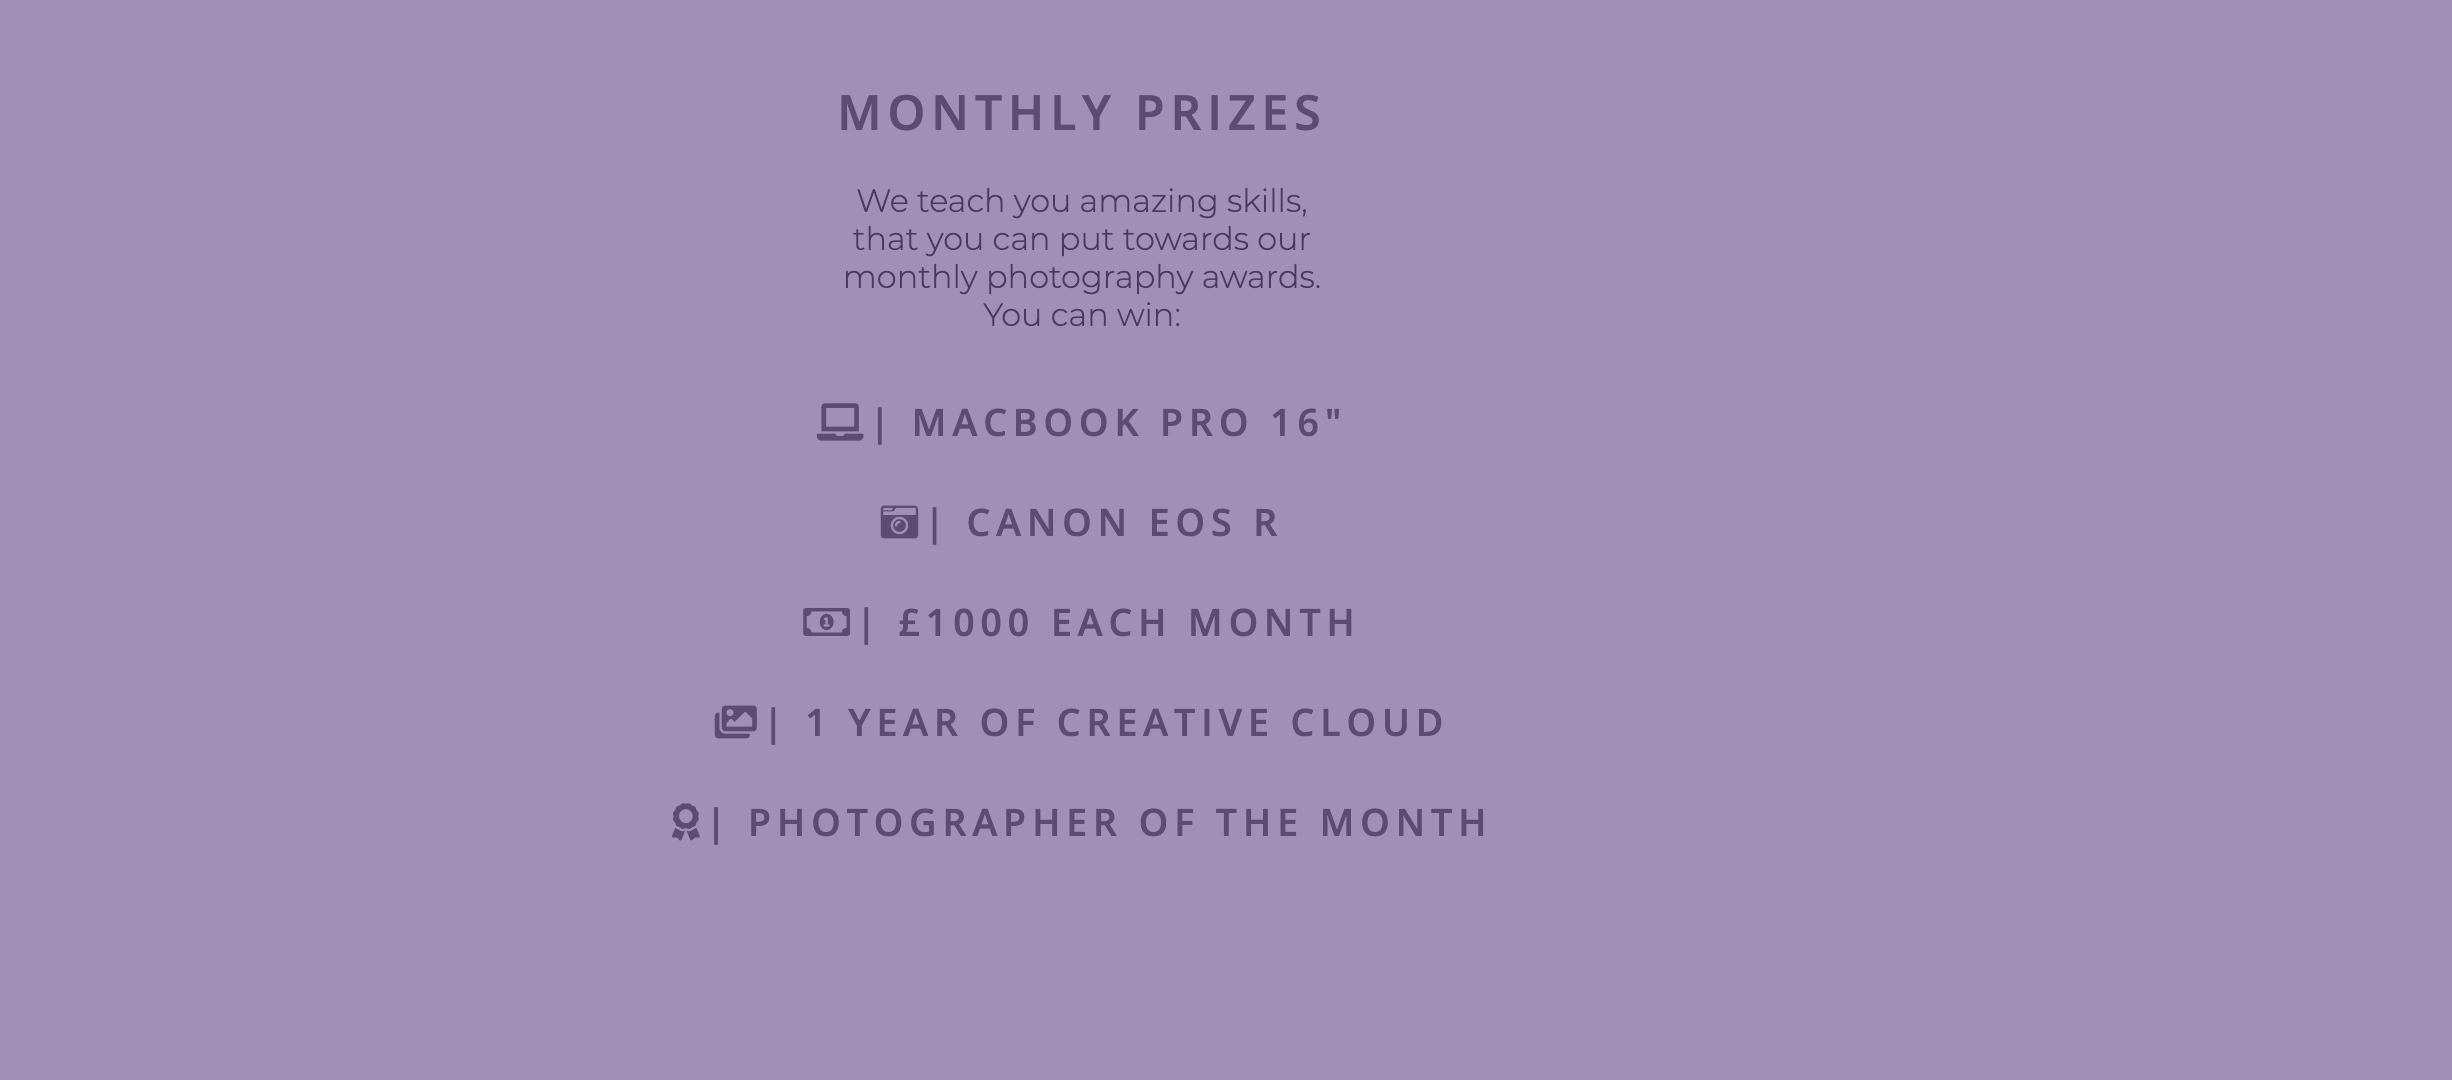 MONTHLY PRIZES
We teach you amazing skills,
that you can put towards our
monthly photography awards.
You can win:
| MACBOOK PRO 16"
| CANON EOS R
| £1000 EACH MONTH
| 1 YEAR OF CREATIVE CLOUD
| PHOTOGRAPHER OF THE MONTH